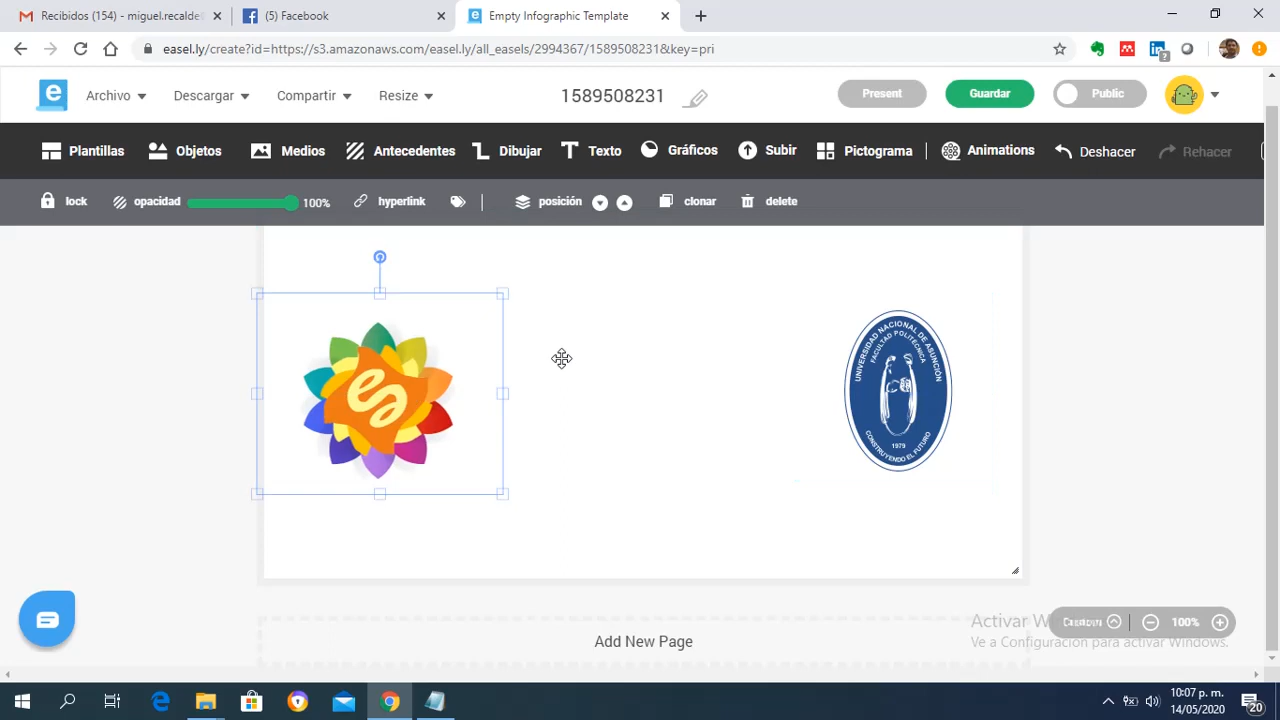 Recibidos (154) - miguel.recalde
(5) Facebook
Empty Infographic Template
easel.ly/create?id=https://s3.amazonaws.com/easel.ly/all_easels/2994367/1589508231&key=pri
Archivo
Descargar
Compartir
Resize
1589508231
Present
Guardar
Public
Plantillas
Objetos
Medios
Antecedentes
Dibujar
Texto
Gráficos
Subir
Pictograma
Animations
Deshacer
Rehacer
lock
opacidad
100%
hyperlink
posición
clonar
delete
UNIVERSIDAD NACIONAL DE ASUNCIÓN
FACULTAD POLITÉCNICA
1979
CONSTRUYENDO EL FUTURO
Add New Page
Activar W
Custom
100%
Ve a Configuración para activar Windows.
10:07 p. m.
14/05/2020
20